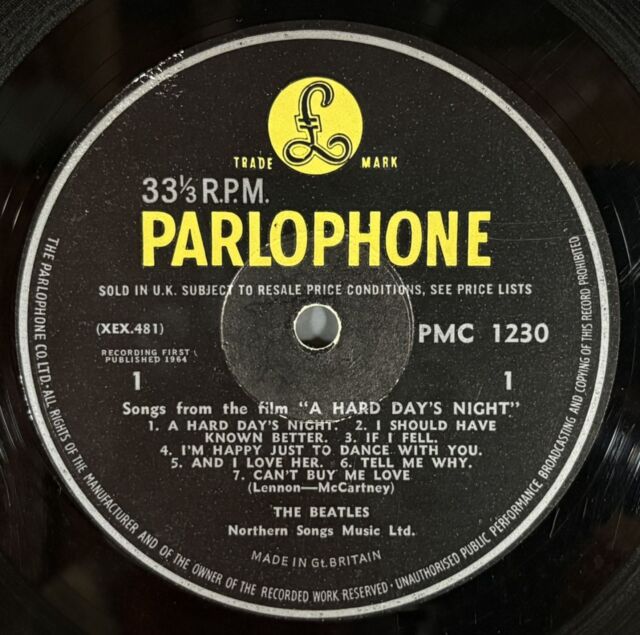 £
TRADE MARK
33⅓ R.P.M.
PARLOPHONE
SOLD IN U.K. SUBJECT TO RESALE PRICE CONDITIONS, SEE PRICE LISTS
(XEX.481)
PMC 1230
RECORDING FIRST
PUBLISHED 1964
1 1
Songs from the film "A HARD DAY'S NIGHT"
1. A HARD DAY'S NIGHT. 2. I SHOULD HAVE
KNOWN BETTER. 3. IF I FELL.
4. I'M HAPPY JUST TO DANCE WITH YOU.
5. AND I LOVE HER. 6. TELL ME WHY.
7. CAN'T BUY ME LOVE
(Lennon—McCartney)
THE BEATLES
Northern Songs Music Ltd.
MADE IN Gt. BRITAIN
THE PARLOPHONE CO. LTD. · ALL RIGHTS OF THE MANUFACTURER AND OF THE OWNER OF THE RECORDED WORK RESERVED · UNAUTHORISED PUBLIC PERFORMANCE BROADCASTING AND COPYING OF THIS RECORD PROHIBITED